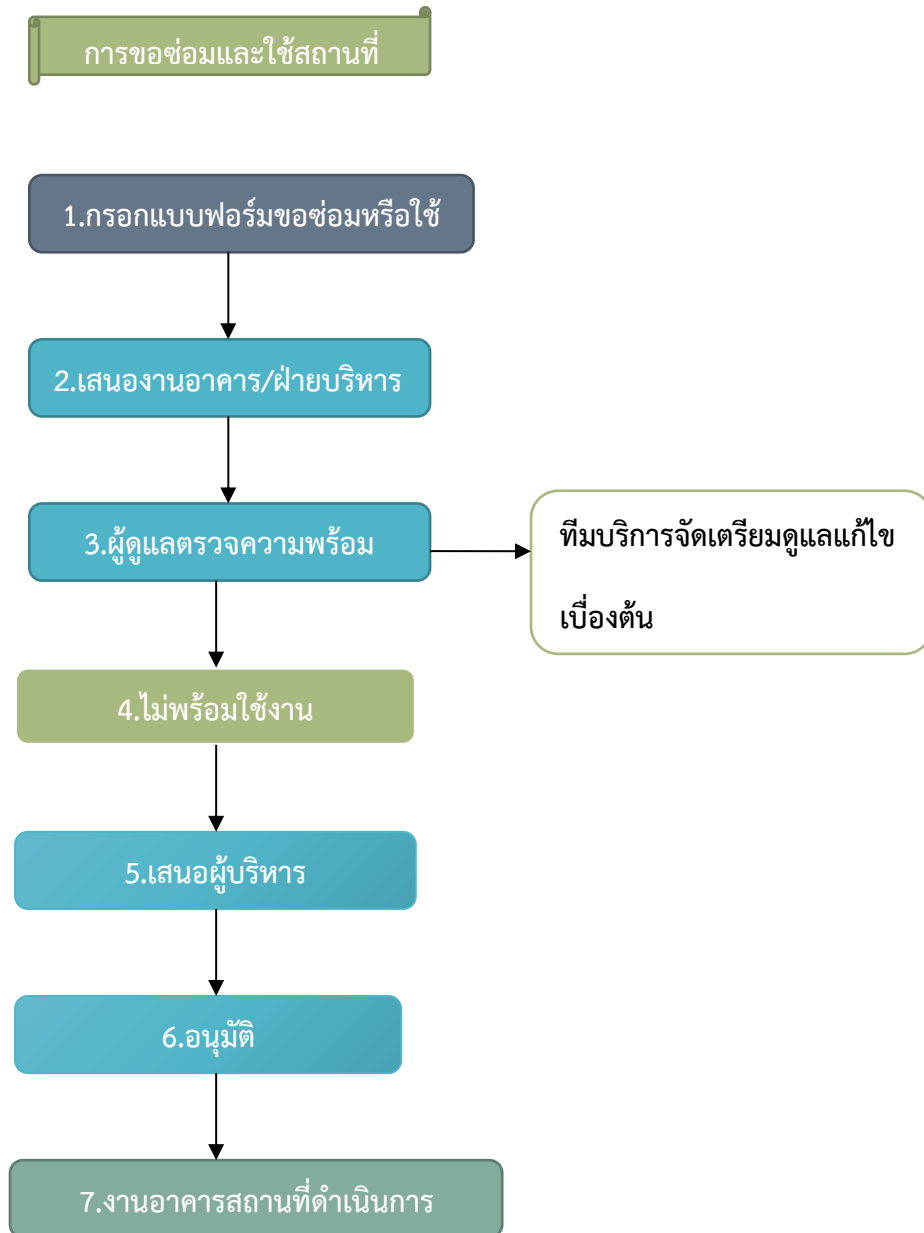 การขอซ่อมและใช้สถานที่
1.กรอกแบบฟอร์มขอซ่อมหรือใช้
2.เสนองานอาคาร/ฝ่ายบริหาร
3.ผู้ดูแลตรวจความพร้อม
ทีมบริการจัดเตรียมดูแลแก้ไข
เบื่องต้น
4.ไม่พร้อมใช้งาน
5.เสนอผู้บริหาร
6.อนุมัติ
7.งานอาคารสถานที่ดำเนินการ